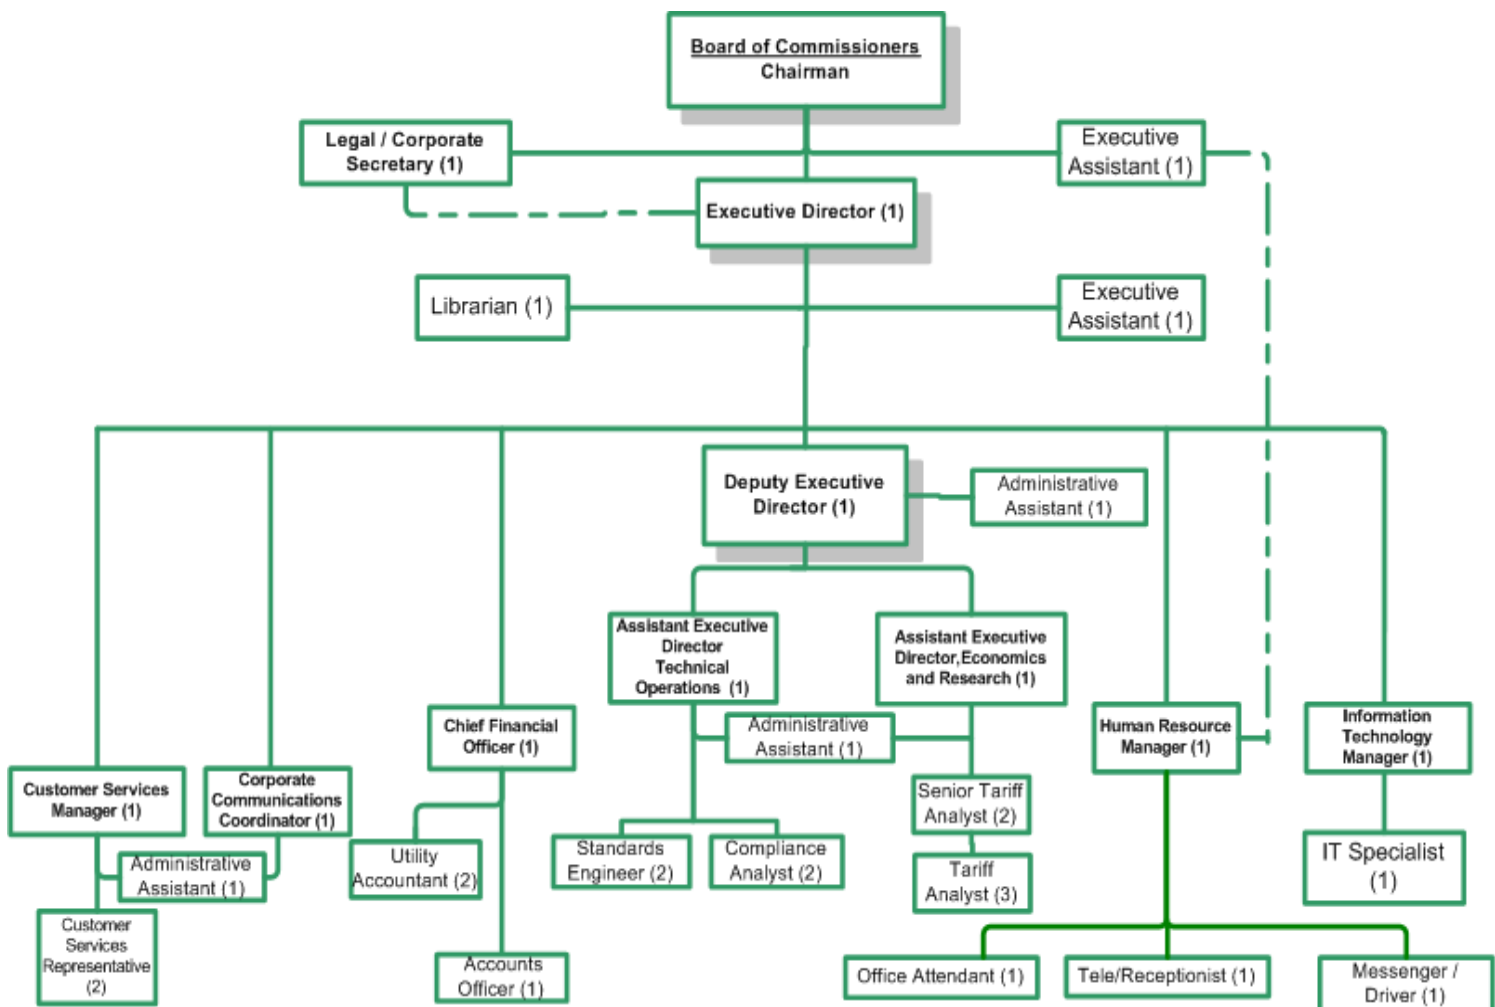 Board of Commissioners
Chairman
Legal / Corporate
Secretary (1)
Executive
Assistant (1)
Executive Director (1)
Librarian (1)
Executive
Assistant (1)
Deputy Executive
Director (1)
Administrative
Assistant (1)
Assistant Executive
Director
Technical
Operations (1)
Assistant Executive
Director,Economics
and Research (1)
Chief Financial
Officer (1)
Administrative
Assistant (1)
Human Resource
Manager (1)
Information
Technology
Manager (1)
Customer Services
Manager (1)
Corporate
Communications
Coordinator (1)
Senior Tariff
Analyst (2)
Administrative
Assistant (1)
Utility
Accountant (2)
Standards
Engineer (2)
Compliance
Analyst (2)
Tariff
Analyst (3)
IT Specialist
(1)
Customer
Services
Representative
(2)
Accounts
Officer (1)
Office Attendant (1)
Tele/Receptionist (1)
Messenger /
Driver (1)